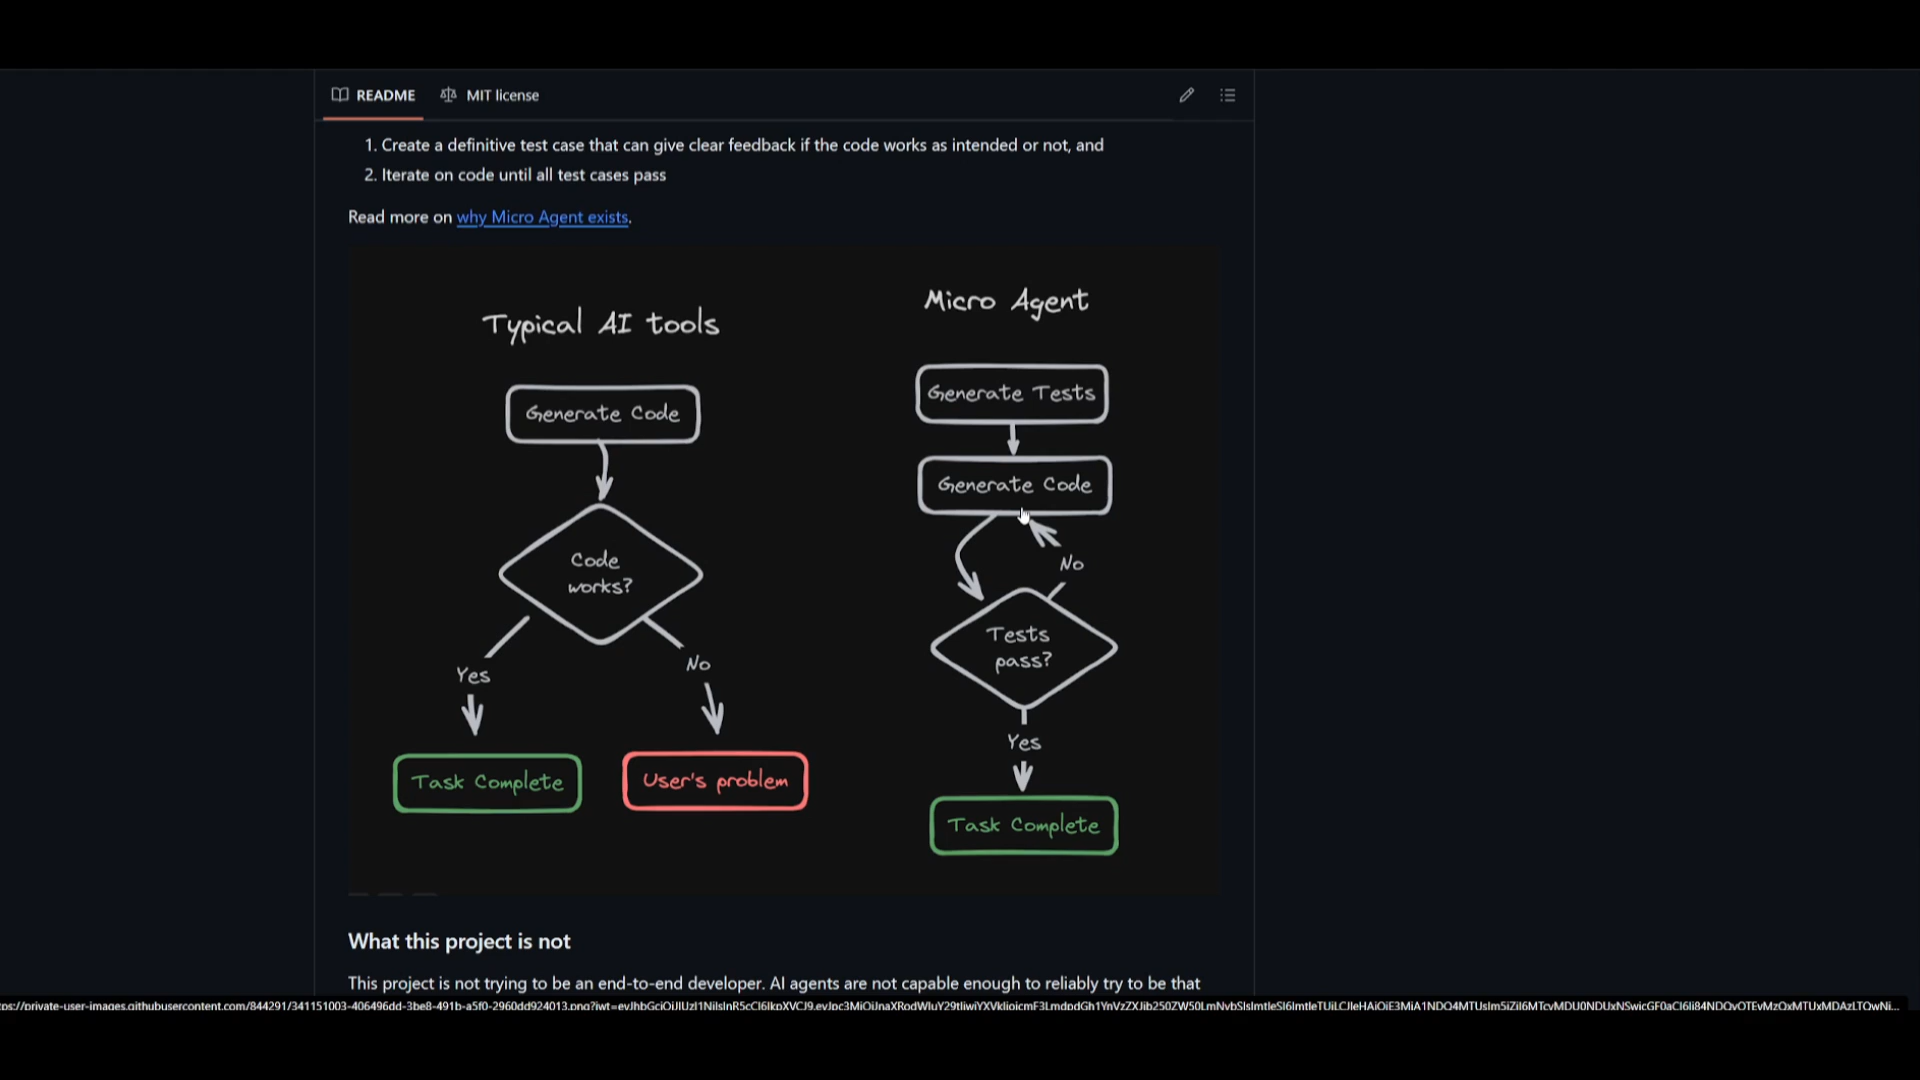 README
MIT license
1. Create a definitive test case that can give clear feedback if the code works as intended or not, and
2. Iterate on code until all test cases pass
Read more on why Micro Agent exists.
Typical AI tools
Generate Code
Code
works?
Yes
No
Task Complete
User's problem
Micro Agent
Generate Tests
Generate Code
No
Tests
pass?
Yes
Task Complete
What this project is not
This project is not trying to be an end-to-end developer. AI agents are not capable enough to reliably try to be that